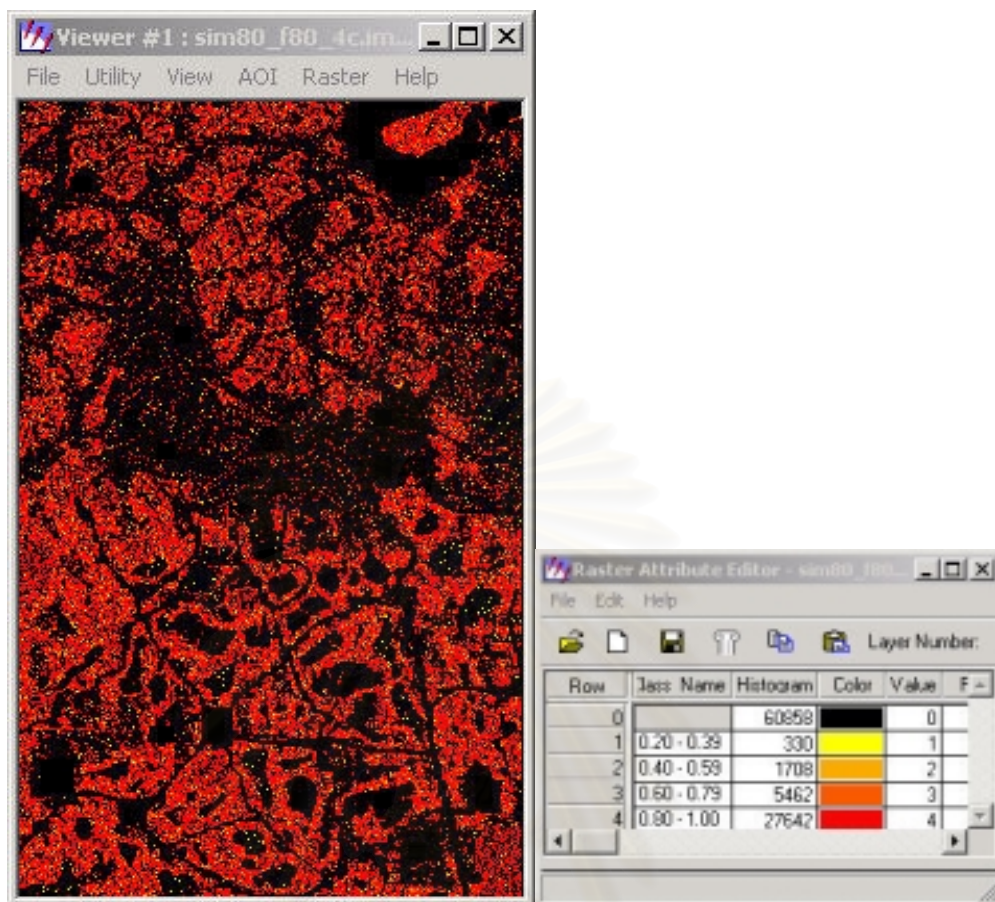 Viewer #1 : sim80_f80_4c.im...
File Utility View AOI Raster Help
Raster Attribute Editor - sim80_f80...
File Edit Help
Layer Number:
Row lass Name Histogram Color Value F
0 60858 0
1 0.20 - 0.39 330 1
2 0.40 - 0.59 1708 2
3 0.60 - 0.79 5462 3
4 0.80 - 1.00 27642 4